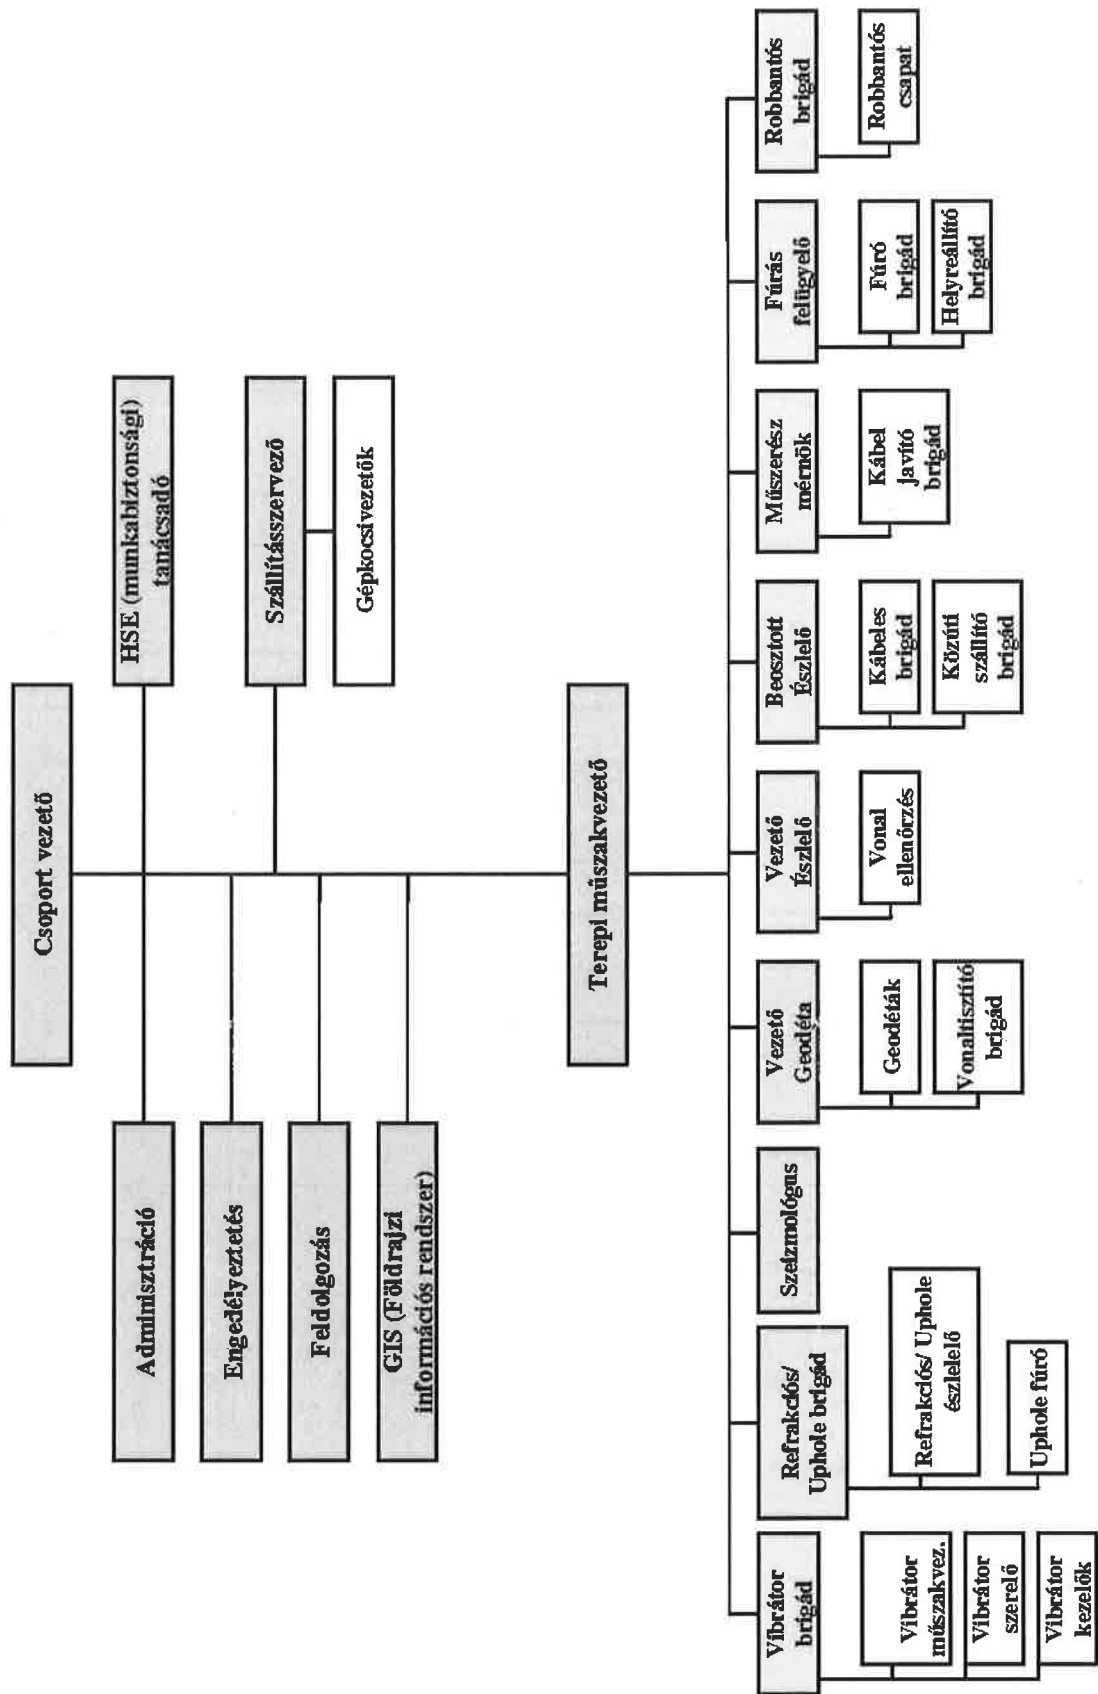 Csoport vezető
HSE (munkabiztonsági)
tanácsadó
Szállításszervező
Gépkocsivezetők
Adminisztráció
Engedélyeztetés
Feldolgozás
GIS (Földrajzi
információs rendszer)
Terepi műszakvezető
Vibrátor
brigád
Vibrátor
műszakvez.
Vibrátor
szerelő
Vibrátor
kezelők
Refrakciós/
Uphole brigád
Refrakciós/ Uphole
észlelelő
Uphole fúró
Szeizmológus
Vezető
Geodéta
Geodéták
Vonaltisztító
brigád
Vezető
Észlelő
Vonal
ellenőrzés
Beosztott
Észlelő
Kábeles
brigád
Közúti
szállító
brigád
Műszerész
mérnök
Kábel
javító
brigád
Fúrás
felügyelő
Fúró
brigád
Helyreállító
brigád
Robbantós
brigád
Robbantós
csapat